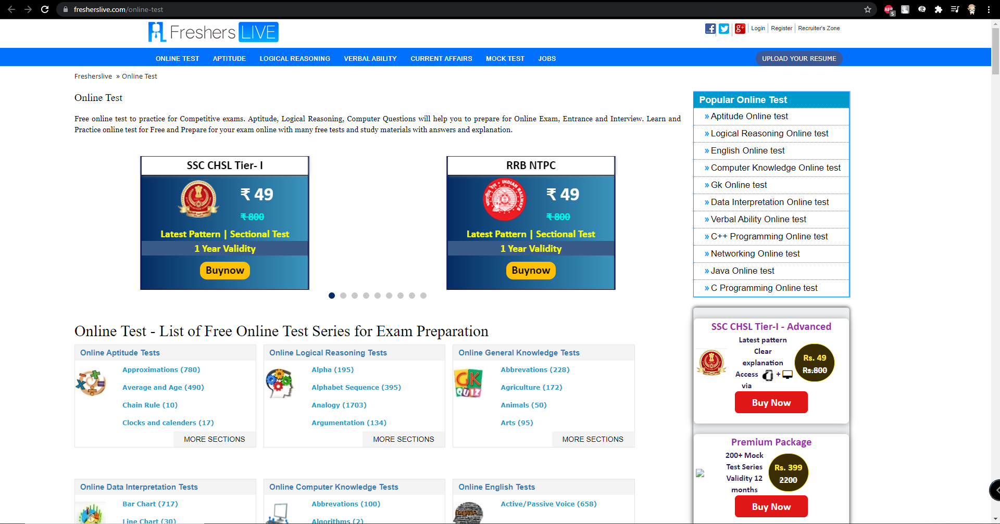 fresherslive.com/online-test
ABP
5
Freshers LIVE
g+
Login
Register
Recruiter's Zone
ONLINE TEST
APTITUDE
LOGICAL REASONING
VERBAL ABILITY
CURRENT AFFAIRS
MOCK TEST
JOBS
UPLOAD YOUR RESUME
Fresherslive » Online Test
Online Test
Free online test to practice for Competitive exams. Aptitude, Logical Reasoning, Computer Questions will help you to prepare for Online Exam, Entrance and Interview. Learn and
Practice online test for Free and Prepare for your exam online with many free tests and study materials with answers and explanation.
SSC CHSL Tier- I
₹ 49
₹ 800
Latest Pattern | Sectional Test
1 Year Validity
Buynow
RRB NTPC
INDIAN RAILWAYS
भारतीय रेल
₹ 49
₹ 800
Latest Pattern | Sectional Test
1 Year Validity
Buynow
Online Test - List of Free Online Test Series for Exam Preparation
Online Aptitude Tests
Approximations (780)
Average and Age (490)
Chain Rule (10)
Clocks and calenders (17)
MORE SECTIONS
Online Logical Reasoning Tests
Alpha (195)
Alphabet Sequence (395)
Analogy (1703)
Argumentation (134)
MORE SECTIONS
Online General Knowledge Tests
GK
QUIZ
Abbrevations (228)
Agriculture (172)
Animals (50)
Arts (95)
MORE SECTIONS
Online Data Interpretation Tests
Bar Chart (717)
Line Chart (30)
Online Computer Knowledge Tests
Abbrevations (100)
Algorithms (2)
Online English Tests
English
Active/Passive Voice (658)
Popular Online Test
» Aptitude Online test
» Logical Reasoning Online test
» English Online test
» Computer Knowledge Online test
» Gk Online test
» Data Interpretation Online test
» Verbal Ability Online test
» C++ Programming Online test
» Networking Online test
» Java Online test
» C Programming Online test
SSC CHSL Tier-I - Advanced
Latest pattern
Clear
explanation
Access +
via
Rs. 49
Rs.800
Buy Now
Premium Package
200+ Mock
Test Series
Validity 12
months
Rs. 399
2200
Buy Now